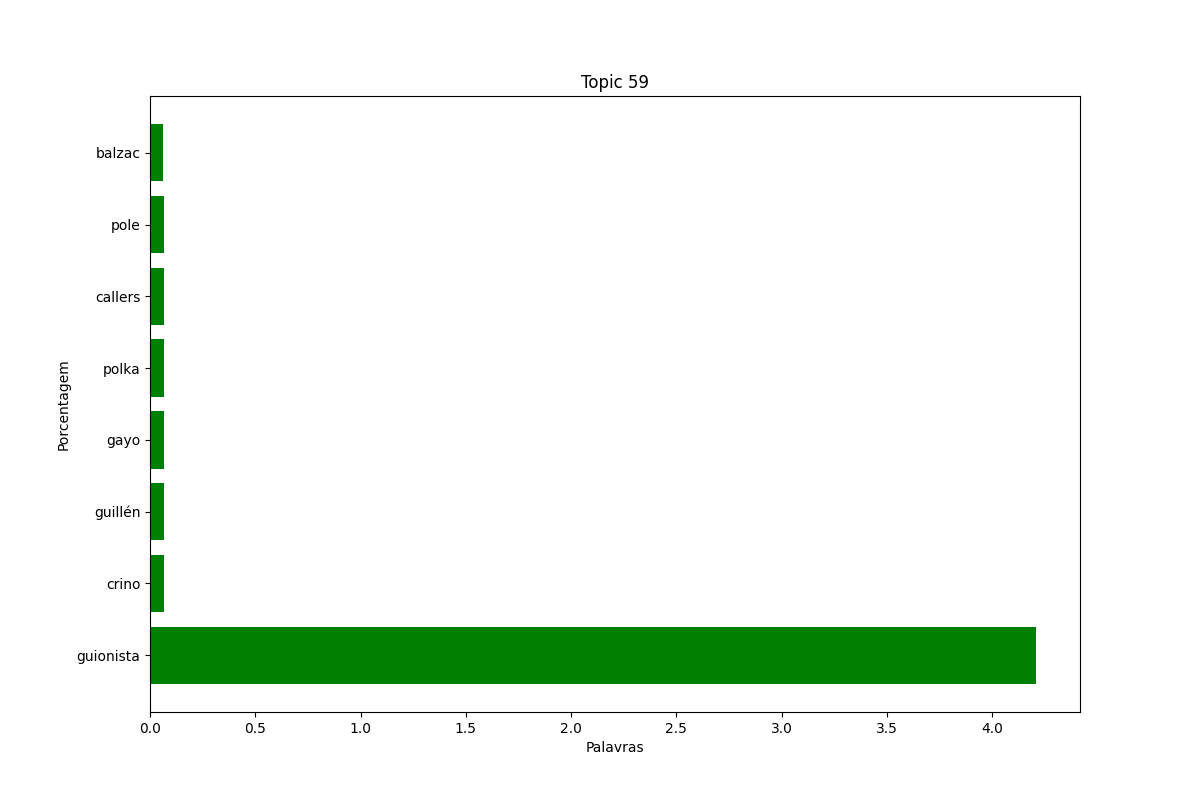 Topic 59
Porcentagem
balzac
pole
callers
polka
gayo
guillén
crino
guionista
0.0 0.5 1.0 1.5 2.0 2.5 3.0 3.5 4.0
Palavras